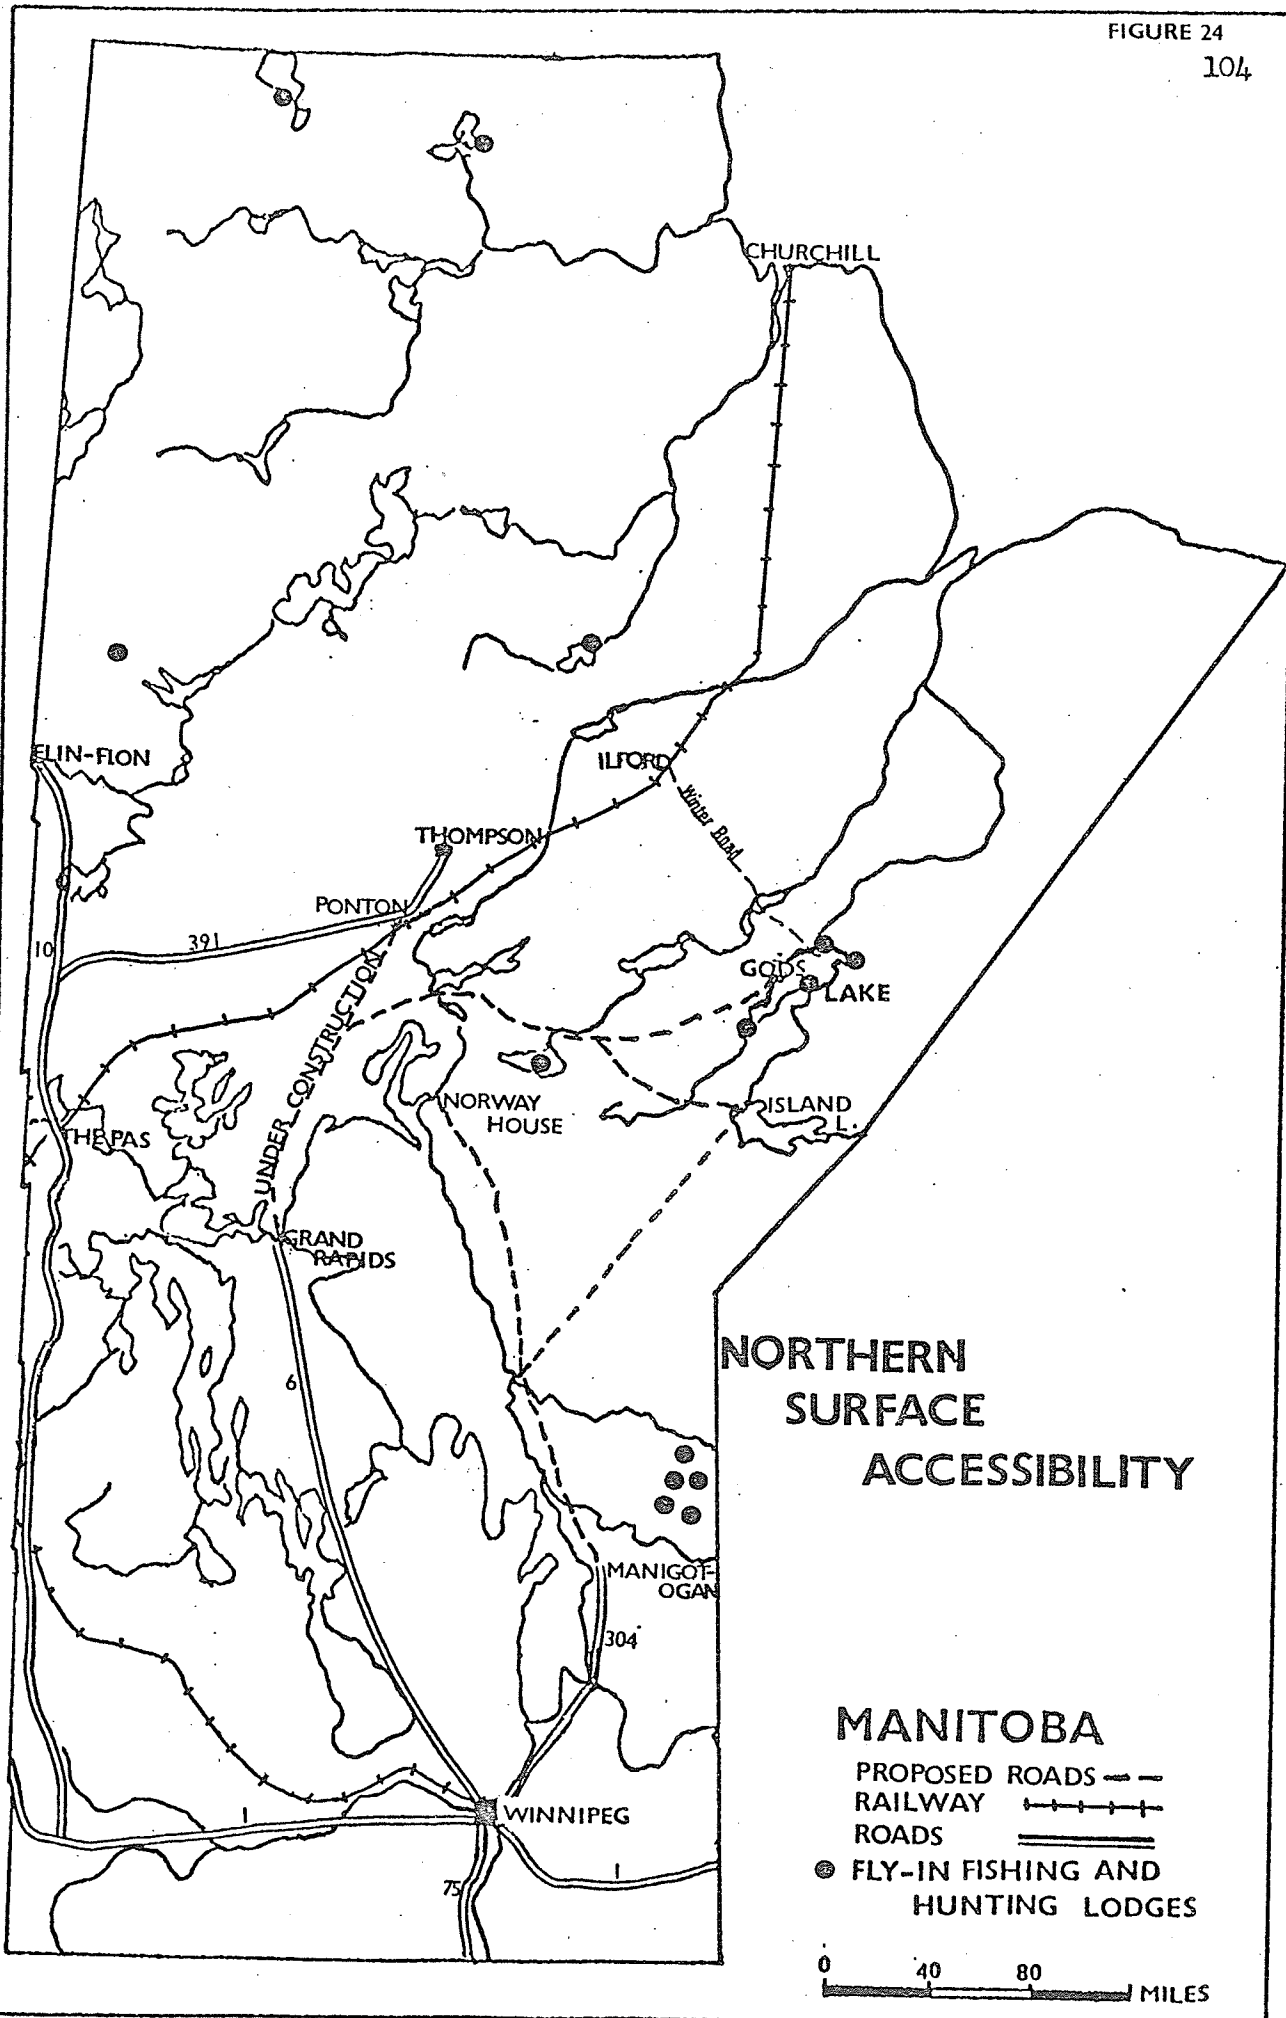 FIGURE 24
104
CHURCHILL
FLIN-FLON
ILFORD
Winter Road
THOMPSON
PONTON
391
10
GODS
LAKE
UNDER CONSTRUCTION
NORWAY
HOUSE
ISLAND
L.
THE PAS
GRAND
RAPIDS
6
NORTHERN
SURFACE
ACCESSIBILITY
MANIGOT-
OGAN
304
MANITOBA
PROPOSED ROADS
RAILWAY
ROADS
FLY-IN FISHING AND
HUNTING LODGES
WINNIPEG
1
1
75
0 40 80
MILES